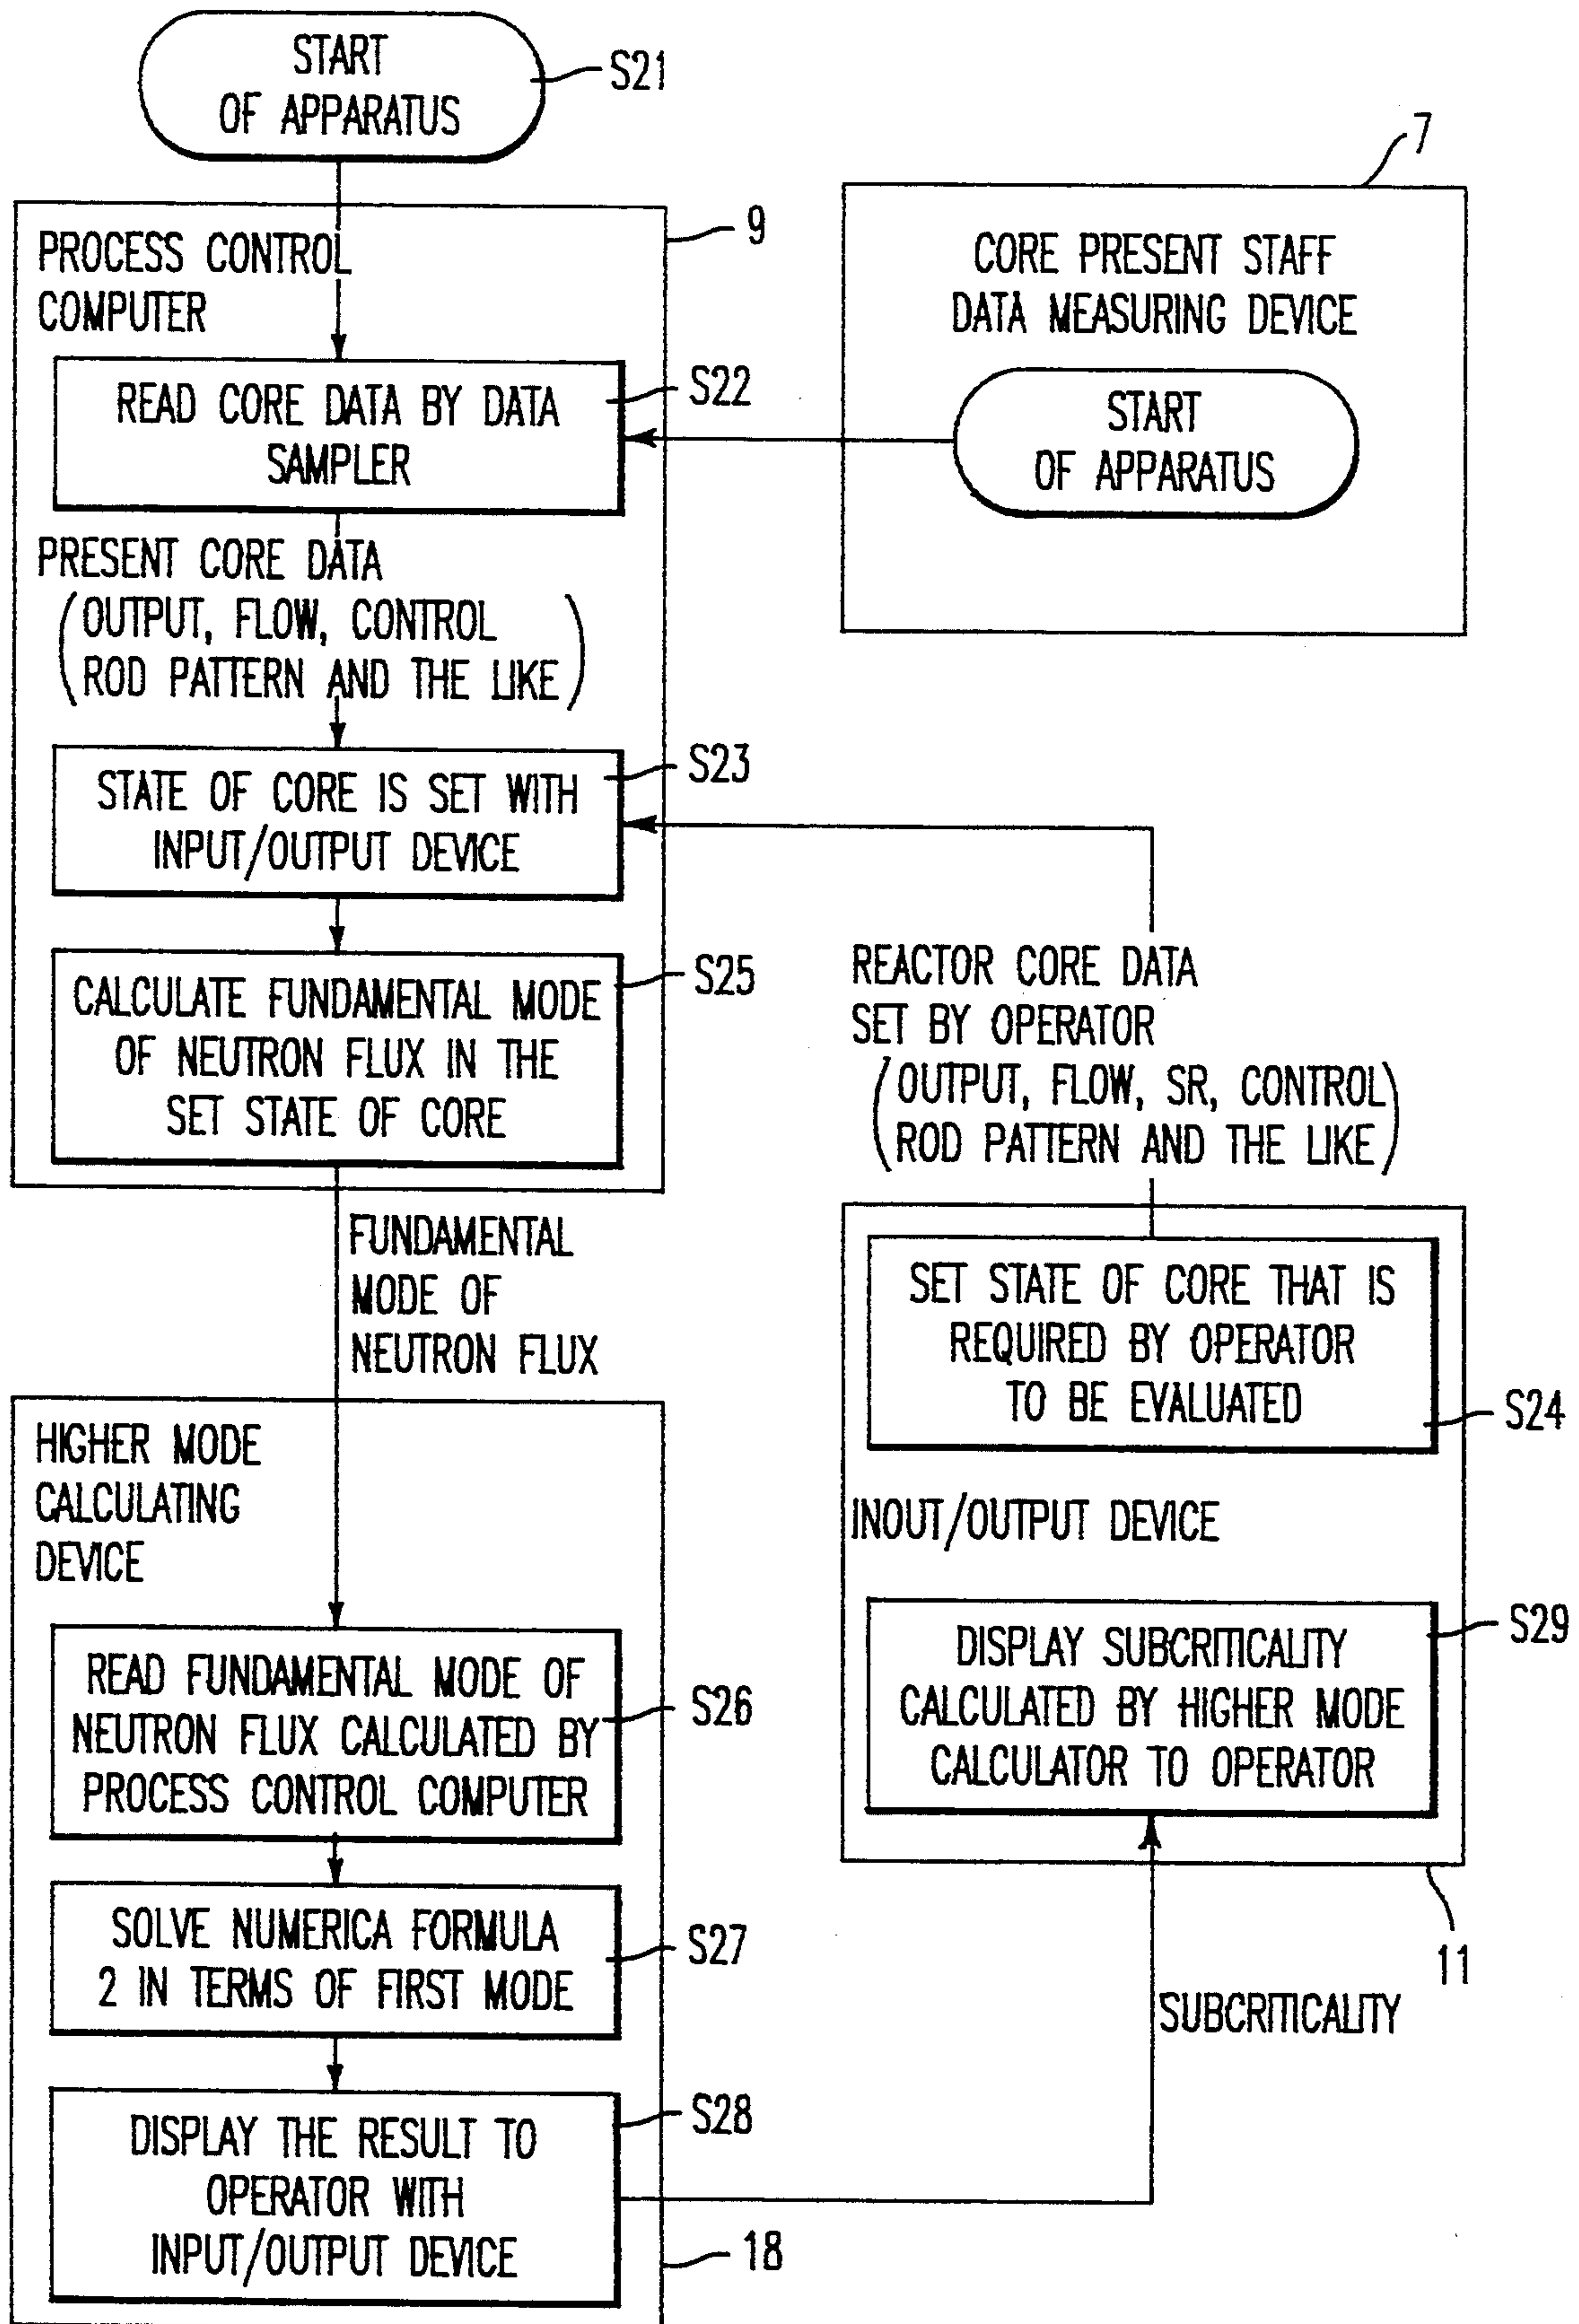 START
OF APPARATUS
S21
7
9
PROCESS CONTROL
COMPUTER
CORE PRESENT STAFF
DATA MEASURING DEVICE
READ CORE DATA BY DATA
SAMPLER
S22
START
OF APPARATUS
PRESENT CORE DATA
(OUTPUT, FLOW, CONTROL
ROD PATTERN AND THE LIKE)
STATE OF CORE IS SET WITH
INPUT/OUTPUT DEVICE
S23
CALCULATE FUNDAMENTAL MODE
OF NEUTRON FLUX IN THE
SET STATE OF CORE
S25
REACTOR CORE DATA
SET BY OPERATOR
(OUTPUT, FLOW, SR, CONTROL
ROD PATTERN AND THE LIKE)
FUNDAMENTAL
MODE OF
NEUTRON FLUX
SET STATE OF CORE THAT IS
REQUIRED BY OPERATOR
TO BE EVALUATED
S24
INOUT/OUTPUT DEVICE
HIGHER MODE
CALCULATING
DEVICE
READ FUNDAMENTAL MODE OF
NEUTRON FLUX CALCULATED BY
PROCESS CONTROL COMPUTER
S26
DISPLAY SUBCRITICALITY
CALCULATED BY HIGHER MODE
CALCULATOR TO OPERATOR
S29
11
SOLVE NUMERICA FORMULA
2 IN TERMS OF FIRST MODE
S27
SUBCRITICALITY
DISPLAY THE RESULT TO
OPERATOR WITH
INPUT/OUTPUT DEVICE
S28
18